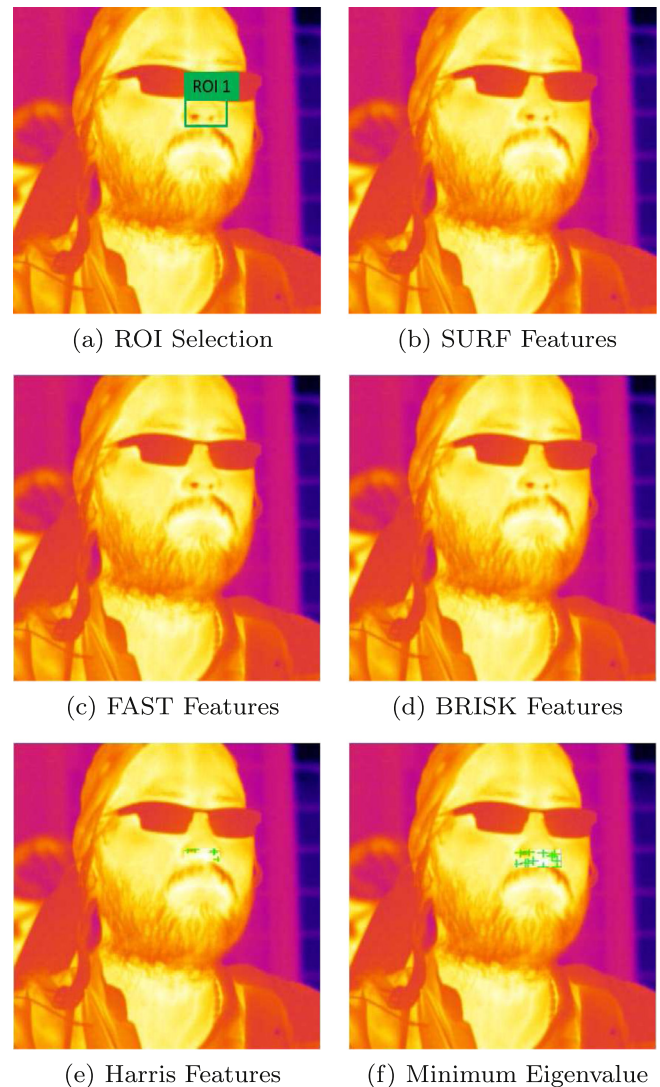 ROI 1
(a) ROI Selection
(b) SURF Features
(c) FAST Features
(d) BRISK Features
(e) Harris Features
(f) Minimum Eigenvalue